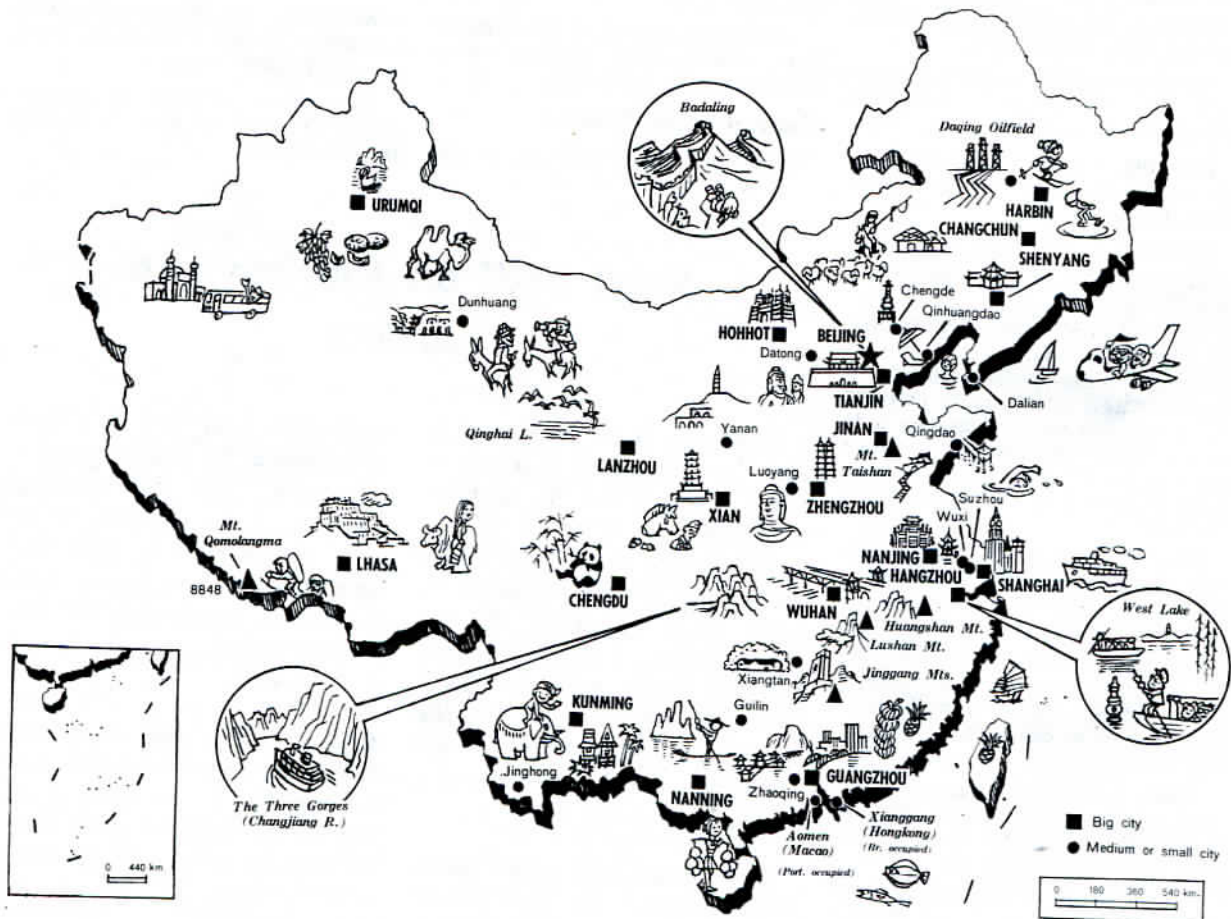 Badaling
Daqing Oilfield
HARBIN
CHANGCHUN
SHENYANG
URUMQI
Dunhuang
Chengde
Qinhuangdao
HOHHOT
BEIJING
Datong
TIANJIN
Dalian
Qinghai L.
Yanan
JINAN
Qingdao
Mt.
Taishan
LANZHOU
Luoyang
ZHENGZHOU
XIAN
Suzhou
Wuxi
Mt.
Qomolangma
8848
LHASA
NANJING
HANGZHOU
SHANGHAI
CHENGDU
WUHAN
West Lake
Huangshan Mt.
Lushan Mt.
Xiangtan
Jinggang Mts.
KUNMING
Guilin
Jinghong
The Three Gorges
(Changjiang R.)
GUANGZHOU
Zhaoqing
NANNING
Aomen
(Macao)
(Port. occupied)
Xianggang
(Hongkong)
(Br. occupied)
Big city
Medium or small city
0 440 km
0 180 360 540 km